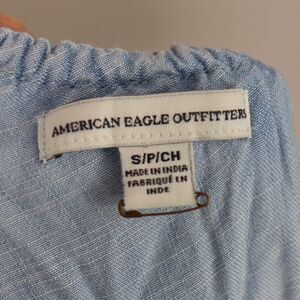 AMERICAN EAGLE OUTFITTERS
S/P/CH
MADE IN INDIA
FABRIQUÉ EN
INDE